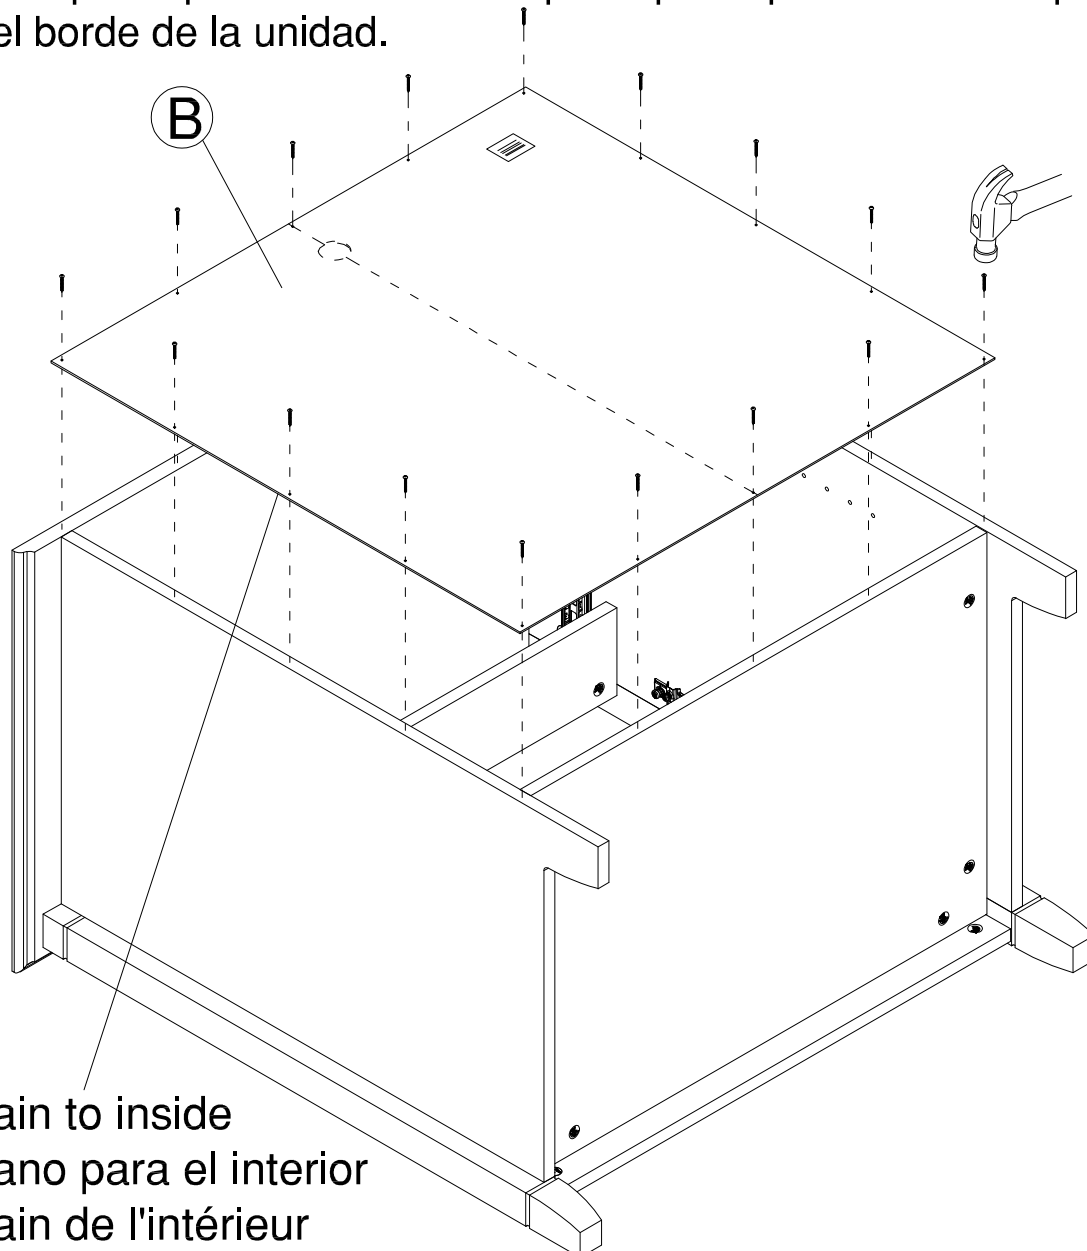 el borde de la unidad.
B
ain to inside
ano para el interior
ain de l'intérieur